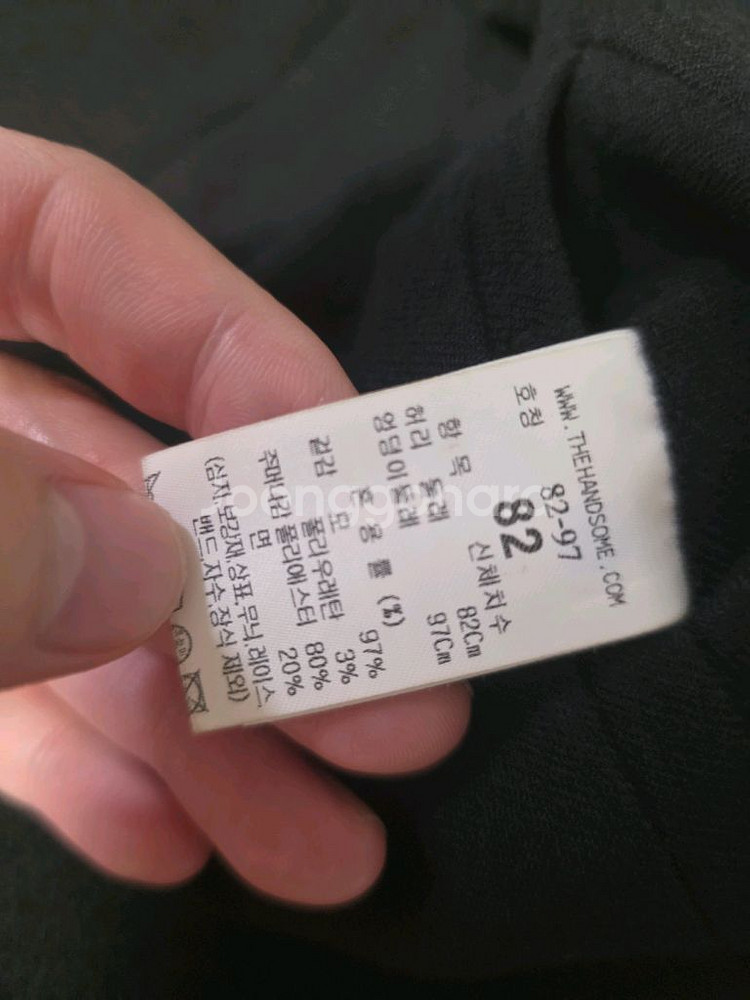 WWW.THEHANDSOME.COM
82-97
호칭 82
항 목 신체치수
허리 둘레 82Cm
엉덩이둘레 97Cm
혼 용 률 (%)
겉감 모 97%
폴리우레탄 3%
주머니감 폴리에스터 80%
면 20%
(심지.보강재.상표.무늬.레이스
밴드.자수.장식 제외)
joonggonara